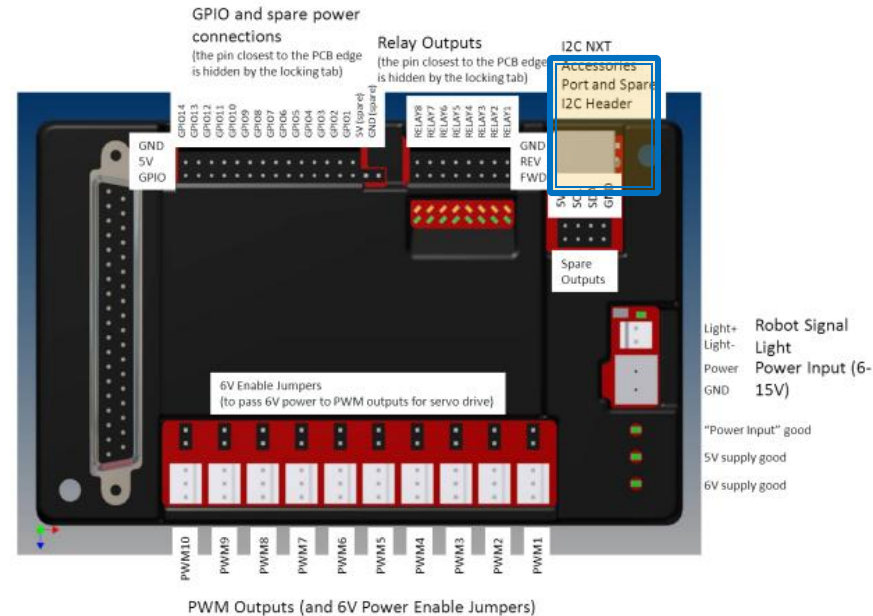 GPIO and spare power
connections
(the pin closest to the PCB edge
is hidden by the locking tab)
Relay Outputs
(the pin closest to the PCB edge
is hidden by the locking tab)
I2C NXT
Accessories
Port and Spare
I2C Header
GPIO14
GPIO13
GPIO12
GPIO11
GPIO10
GPIO9
GPIO8
GPIO7
GPIO6
GPIO5
GPIO4
GPIO3
GPIO2
GPIO1
5V (spare)
GND (spare)
RELAY8
RELAY7
RELAY6
RELAY5
RELAY4
RELAY3
RELAY2
RELAY1
GND
5V
GPIO
GND
REV
FWD
GND
Spare
Outputs
Light+
Light-
Robot Signal
Light
Power
GND
Power Input (6-
15V)
"Power Input" good
5V supply good
6V supply good
6V Enable Jumpers
(to pass 6V power to PWM outputs for servo drive)
PWM10
PWM9
PWM8
PWM7
PWM6
PWM5
PWM4
PWM3
PWM2
PWM1
PWM Outputs (and 6V Power Enable Jumpers)